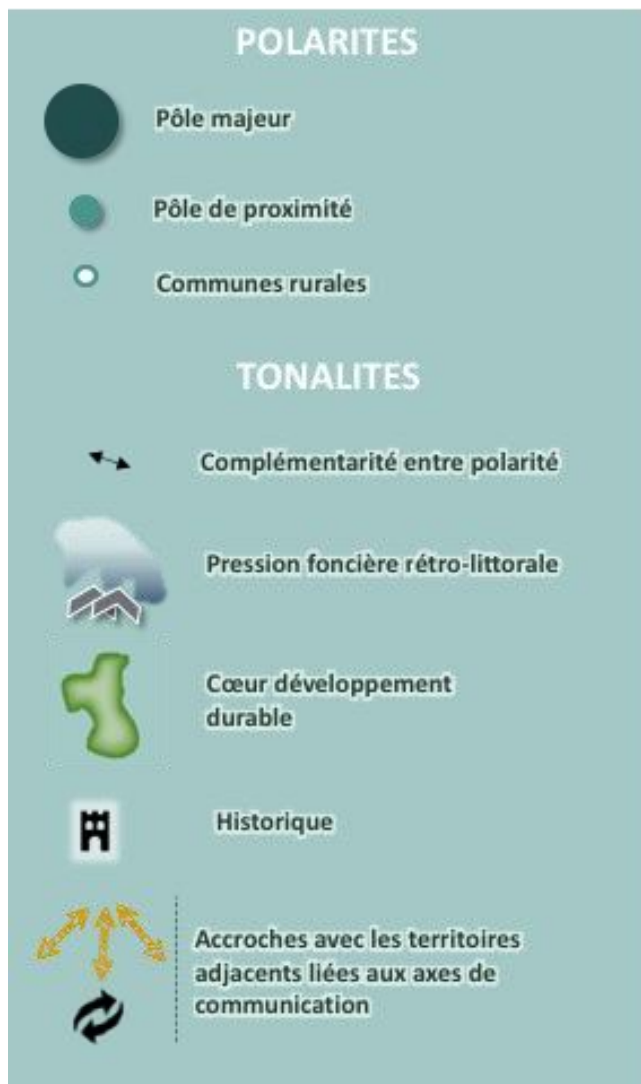 POLARITES
Pôle majeur
Pôle de proximité
Communes rurales
TONALITES
Complémentarité entre polarité
Pression foncière rétro-littorale
Cœur développement
durable
Historique
Accroches avec les territoires
adjacents liées aux axes de
communication